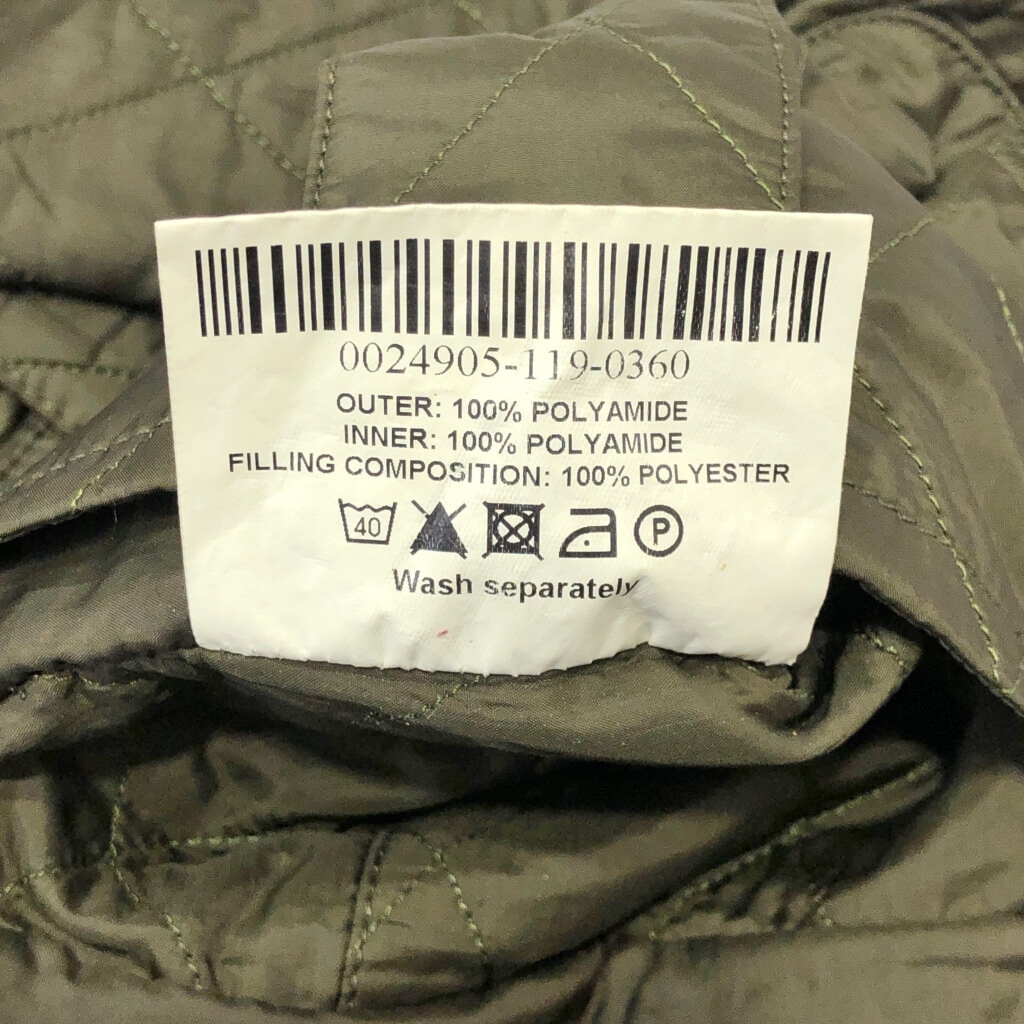 0024905-119-0360
OUTER: 100% POLYAMIDE
INNER: 100% POLYAMIDE
FILLING COMPOSITION: 100% POLYESTER
40 P
Wash separately